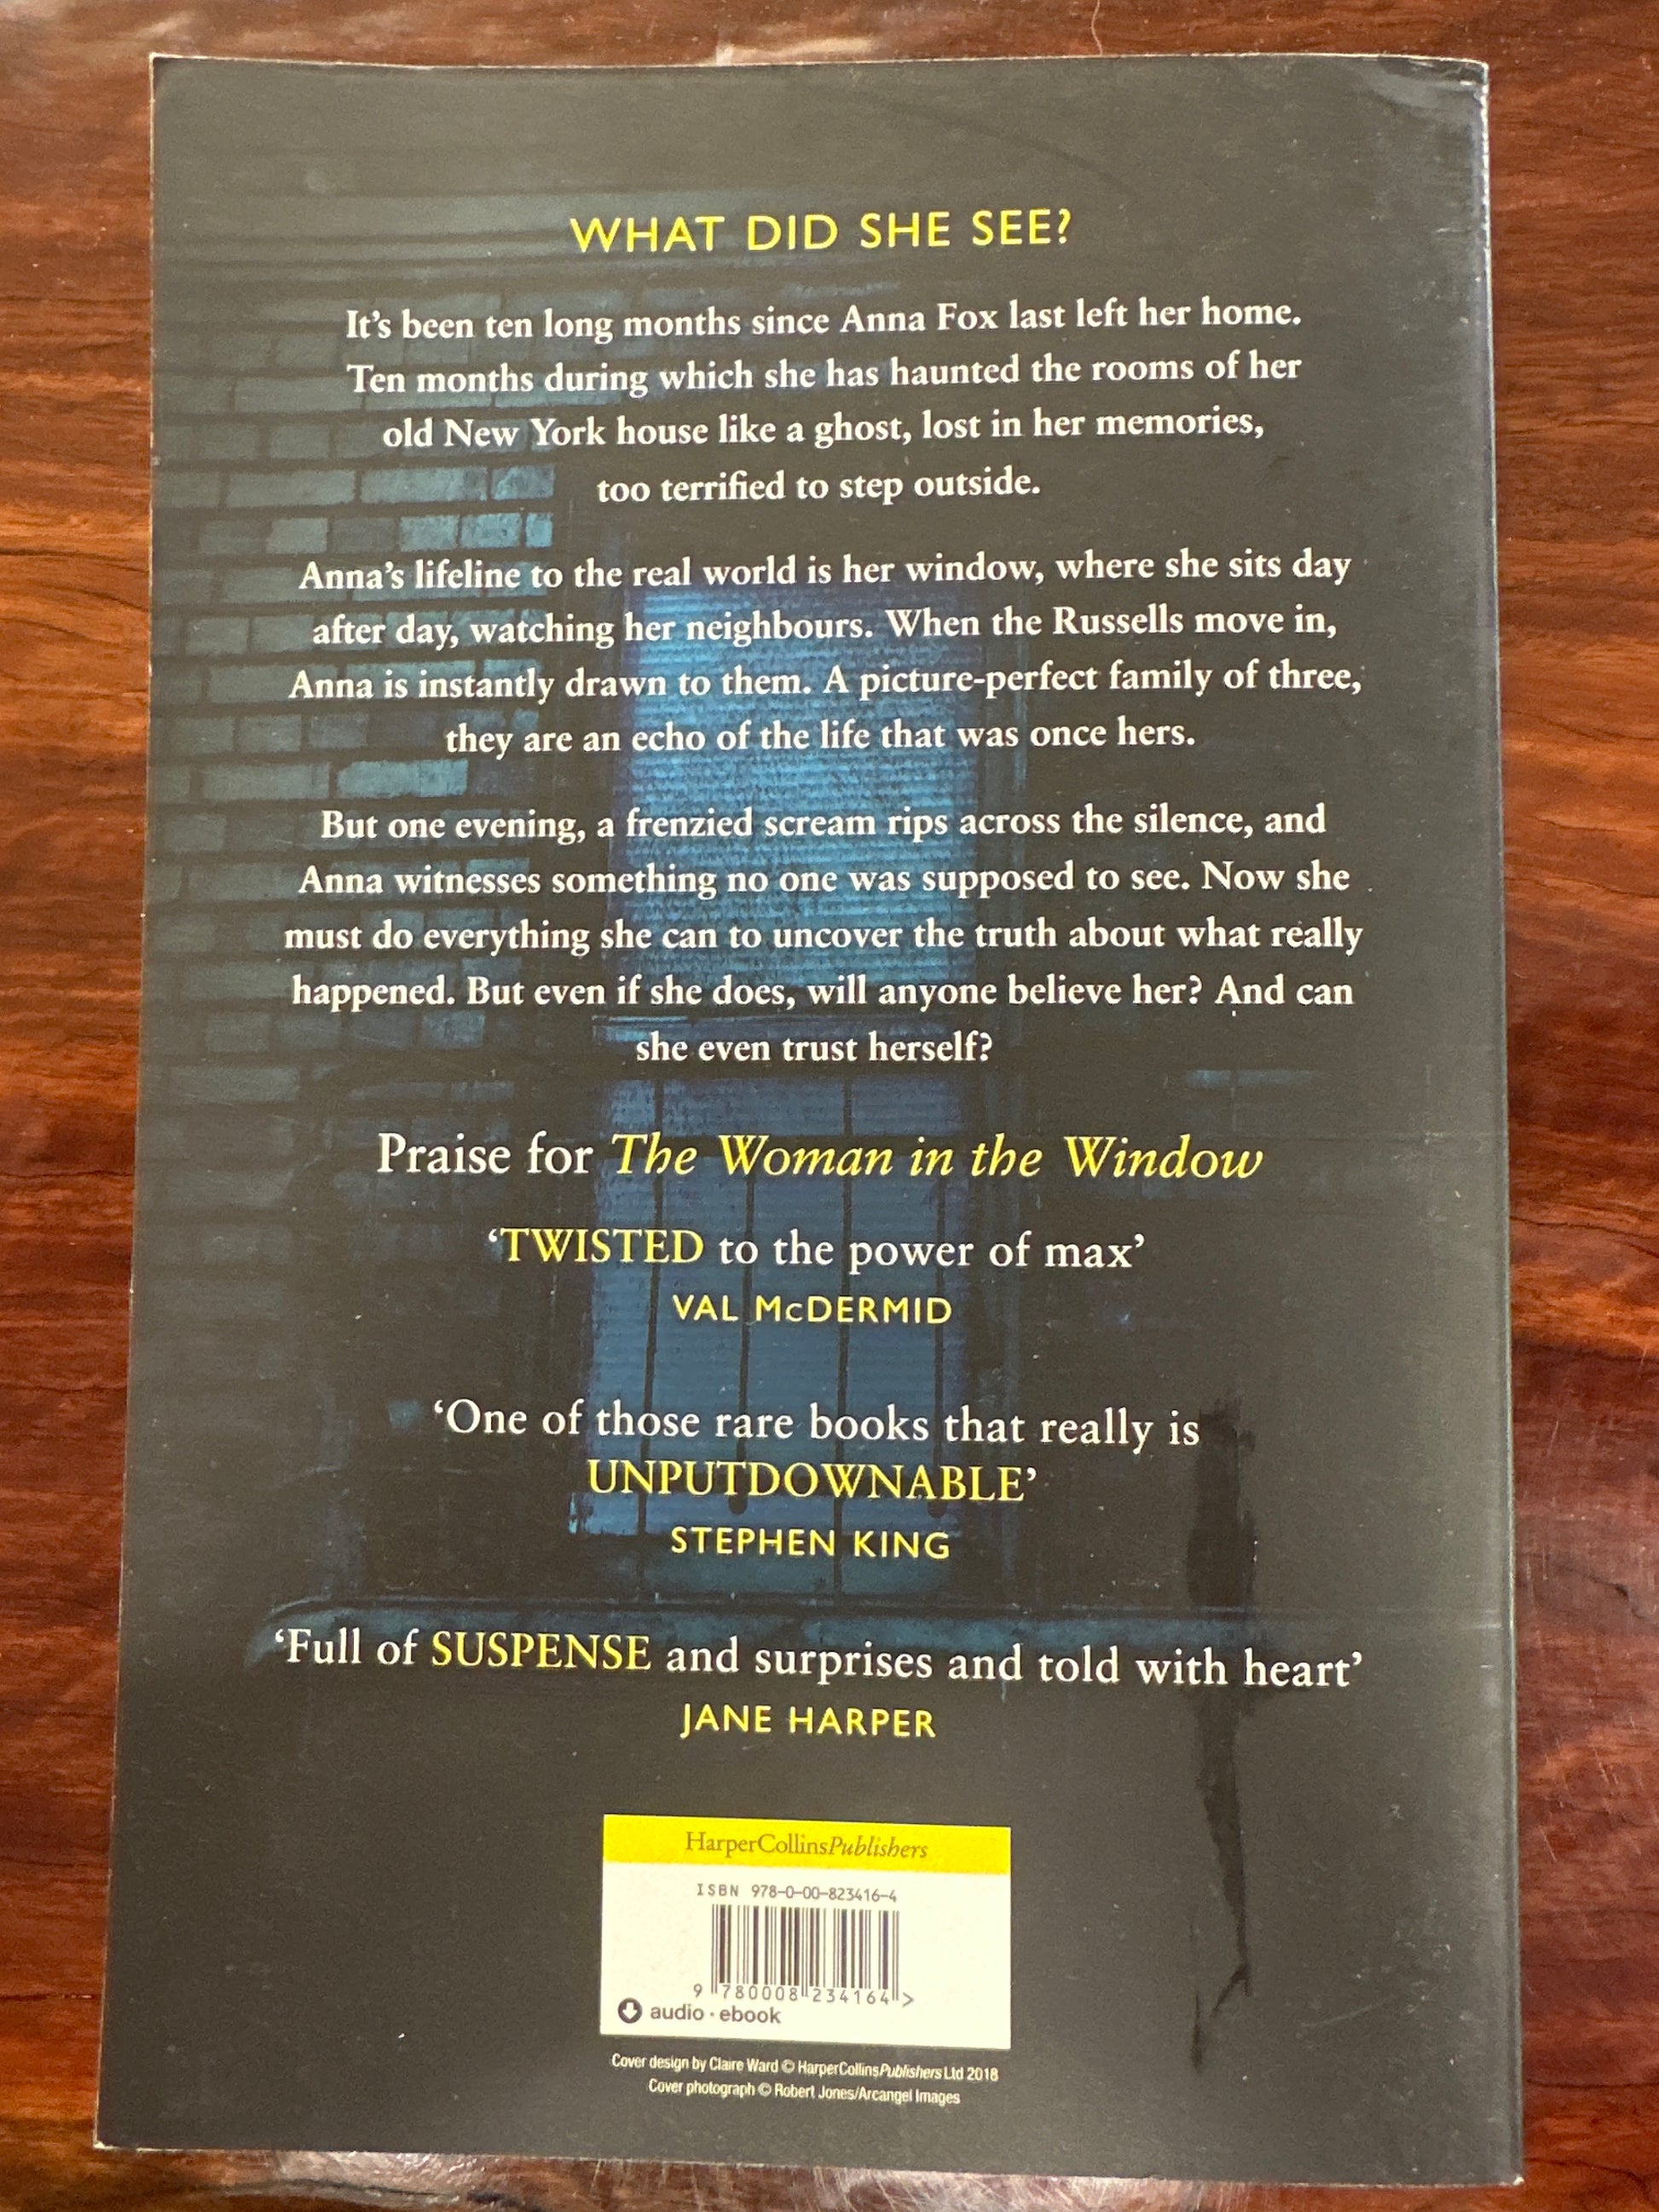 WHAT DID SHE SEE?
It’s been ten long months since Anna Fox last left her home.
Ten months during which she has haunted the rooms of her
old New York house like a ghost, lost in her memories,
too terrified to step outside.
Anna’s lifeline to the real world is her window, where she sits day
after day, watching her neighbours. When the Russells move in,
Anna is instantly drawn to them. A picture-perfect family of three,
they are an echo of the life that was once hers.
But one evening, a frenzied scream rips across the silence, and
Anna witnesses something no one was supposed to see. Now she
must do everything she can to uncover the truth about what really
happened. But even if she does, will anyone believe her? And can
she even trust herself?
Praise for The Woman in the Window
‘TWISTED to the power of max’
VAL McDERMID
‘One of those rare books that really is
UNPUTDOWNABLE’
STEPHEN KING
‘Full of SUSPENSE and surprises and told with heart’
JANE HARPER
HarperCollinsPublishers
ISBN 978-0-00-823416-4
9 780008 234164 >
audio · ebook
Cover design by Claire Ward © HarperCollinsPublishers Ltd 2018
Cover photograph © Robert Jones/Arcangel Images